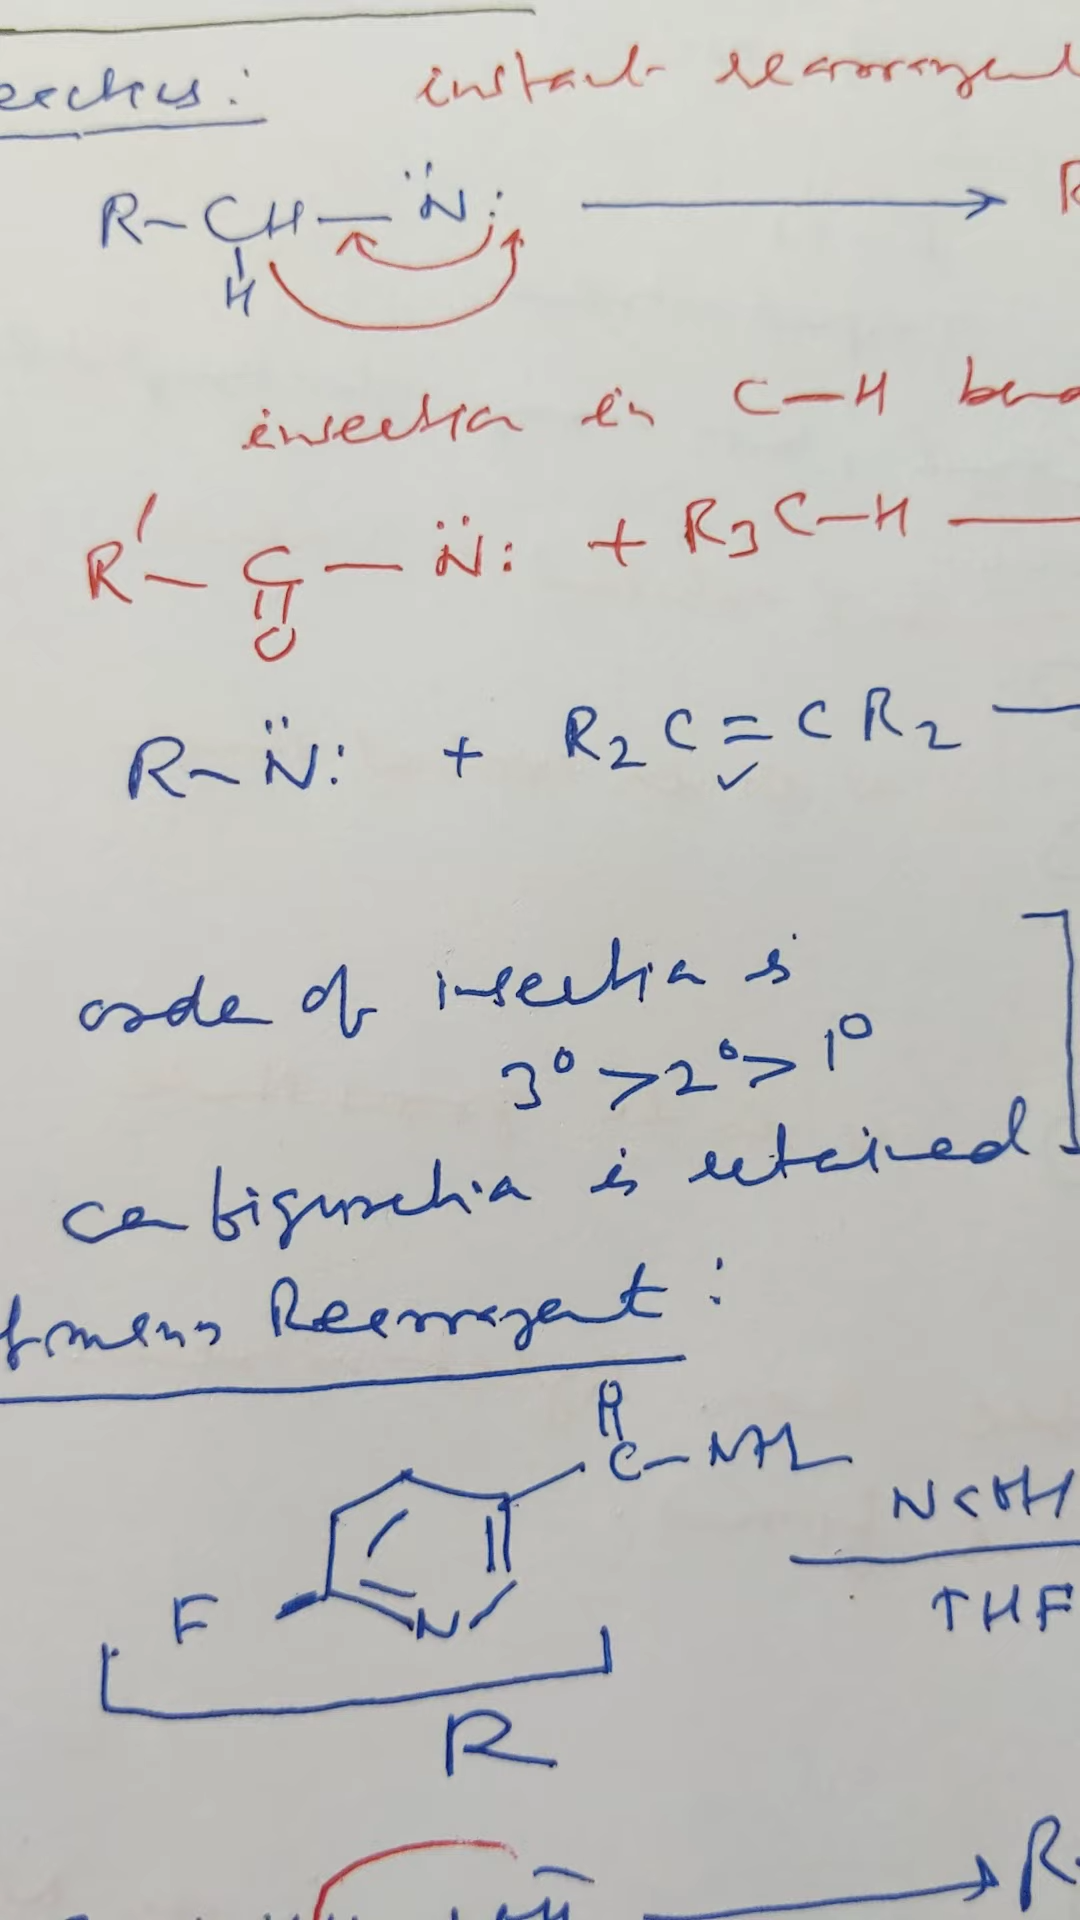 instant rearrangement
R-CH-N̈: → R
H
insertion in C-H bond
R'-C-N̈: + R3C-H —
O
R-N̈: + R2C=CR2 —
order of insertion is
3° > 2° > 1°
configuration is retained
Rearrangement:
C-NH2
NaOH
F N THF
R
→ R-